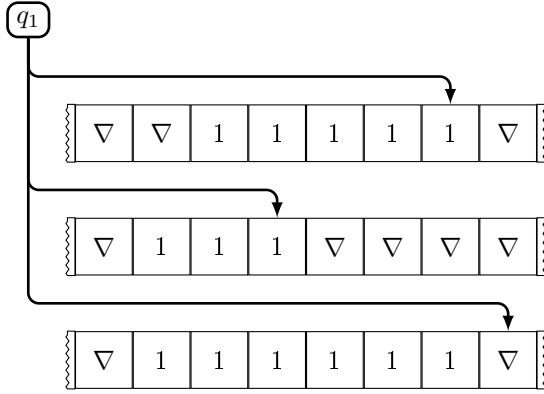 q₁
∇ ∇ 1 1 1 1 1 ∇
∇ 1 1 1 ∇ ∇ ∇ ∇
∇ 1 1 1 1 1 1 ∇